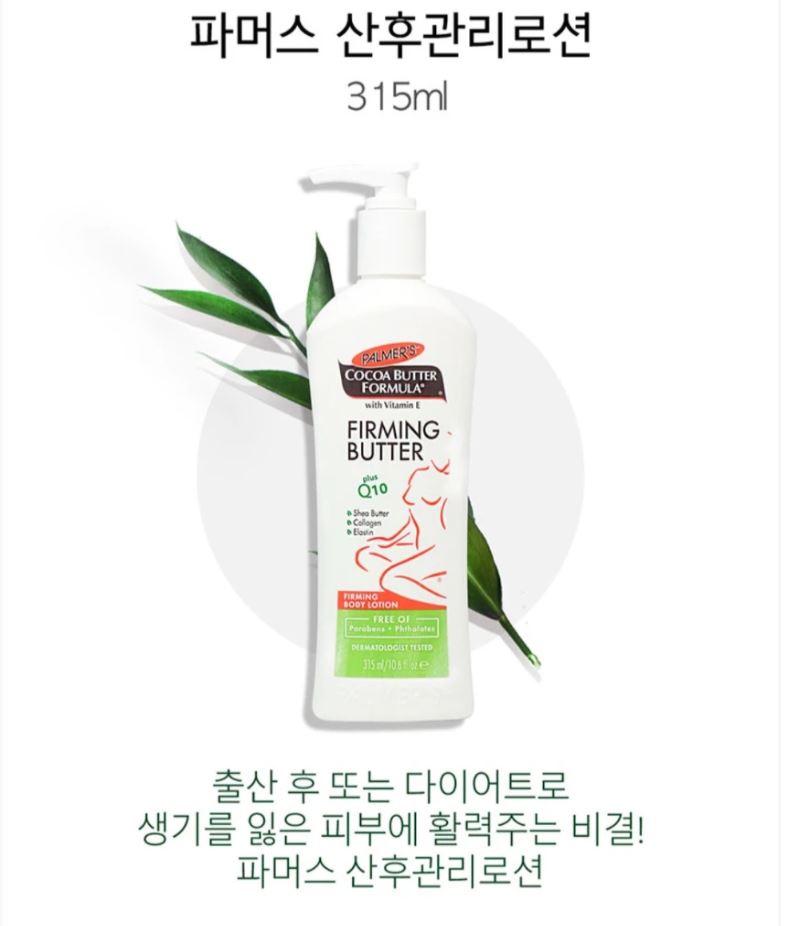 파머스 산후관리로션
315ml
PALMER'S
COCOA BUTTER
FORMULA®
with Vitamin E
FIRMING
BUTTER
plus
Q10
Shea Butter
Collagen
Elastin
FIRMING
BODY LOTION
FREE OF
Parabens • Phthalates
DERMATOLOGIST TESTED
315 ml/10.6 fl. oz e
출산 후 또는 다이어트로
생기를 잃은 피부에 활력주는 비결!
파머스 산후관리로션